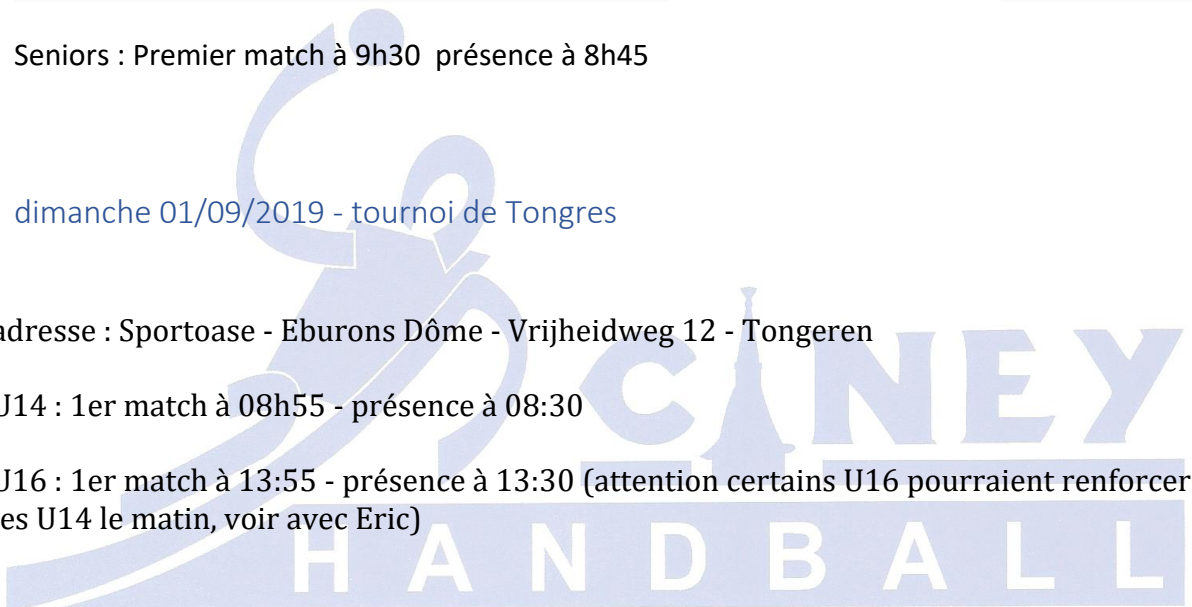 Seniors : Premier match à 9h30 présence à 8h45
dimanche 01/09/2019 - tournoi de Tongres
adresse : Sportoase - Eburons Dôme - Vrijheidweg 12 - Tongeren
U14 : 1er match à 08h55 - présence à 08:30
U16 : 1er match à 13:55 - présence à 13:30 (attention certains U16 pourraient renforcer
es U14 le matin, voir avec Eric)
CINEY
HANDBALL